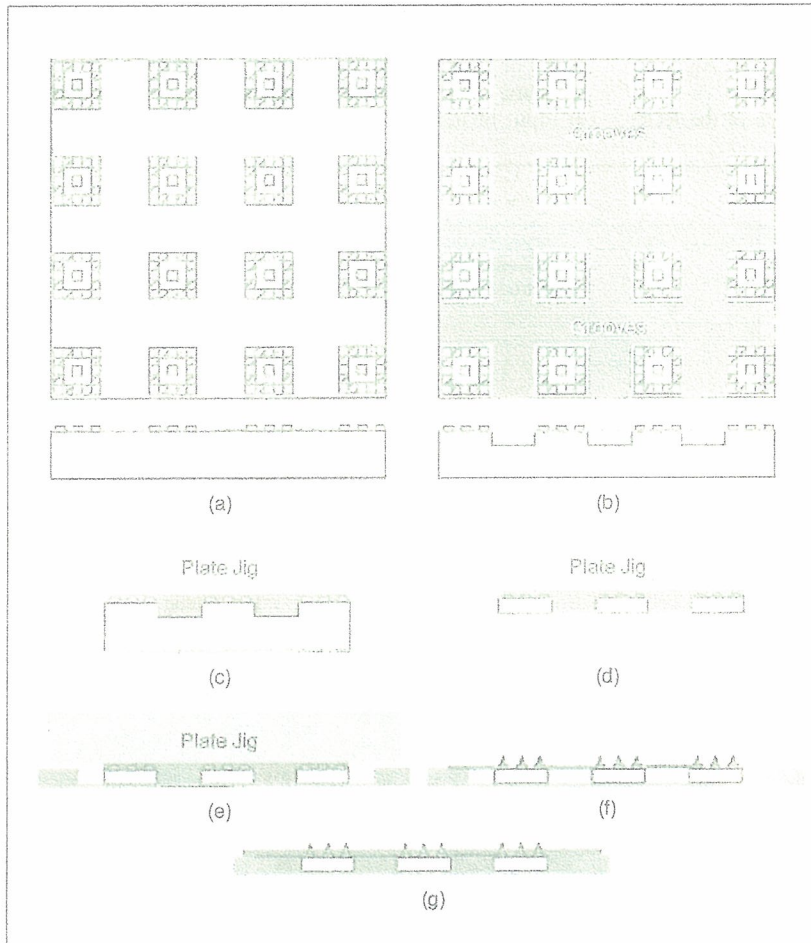 Grooves
Grooves
(a)
(b)
Plate Jig
Plate Jig
(c)
(d)
Plate Jig
(e)
(f)
(g)